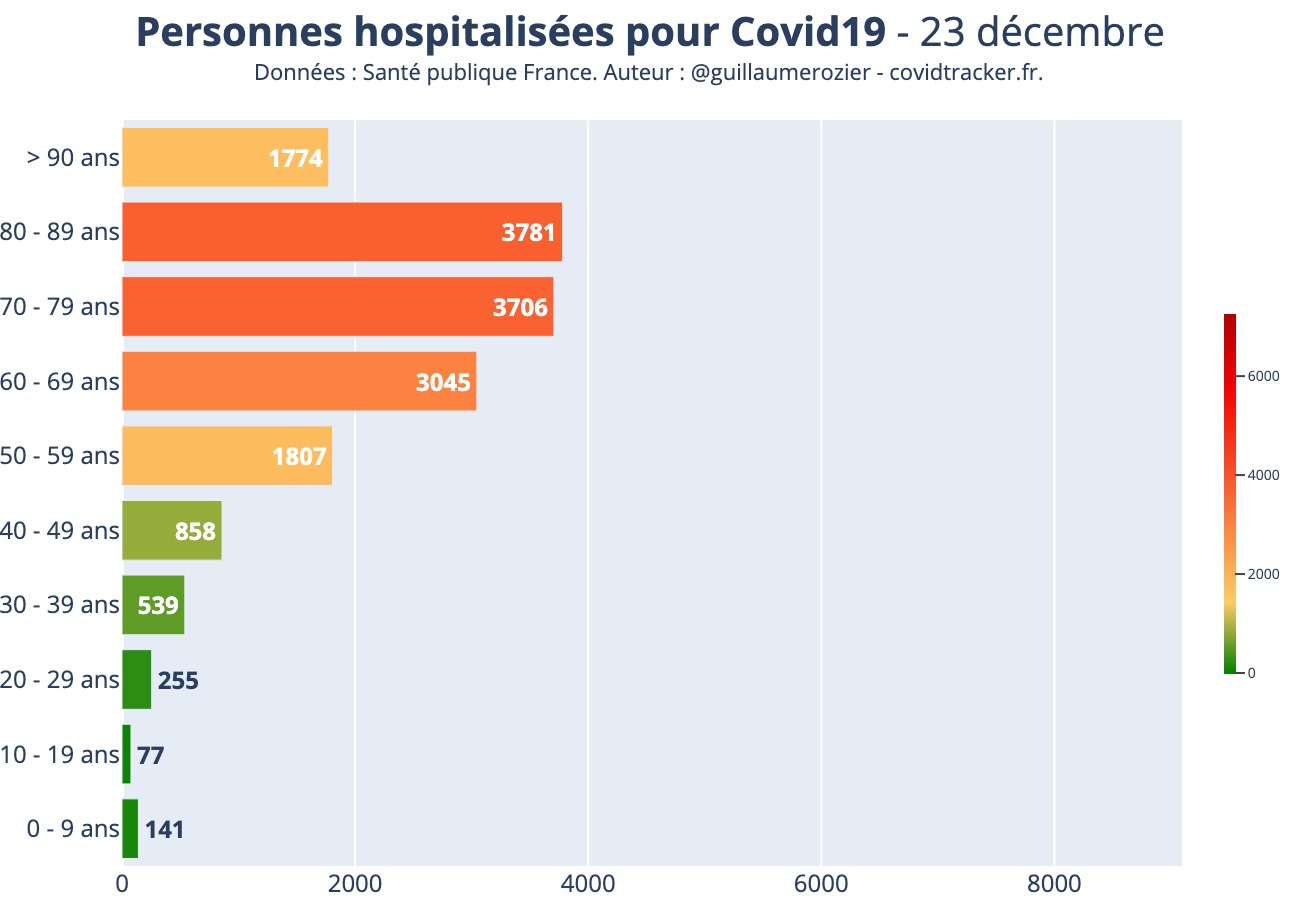 Personnes hospitalisées pour Covid19 - 23 décembre
Données : Santé publique France. Auteur : @guillaumerozier - covidtracker.fr.
> 90 ans 1774
80 - 89 ans 3781
70 - 79 ans 3706
60 - 69 ans 3045
50 - 59 ans 1807
40 - 49 ans 858
30 - 39 ans 539
20 - 29 ans 255
10 - 19 ans 77
0 - 9 ans 141
0 2000 4000 6000 8000
6000
4000
2000
0